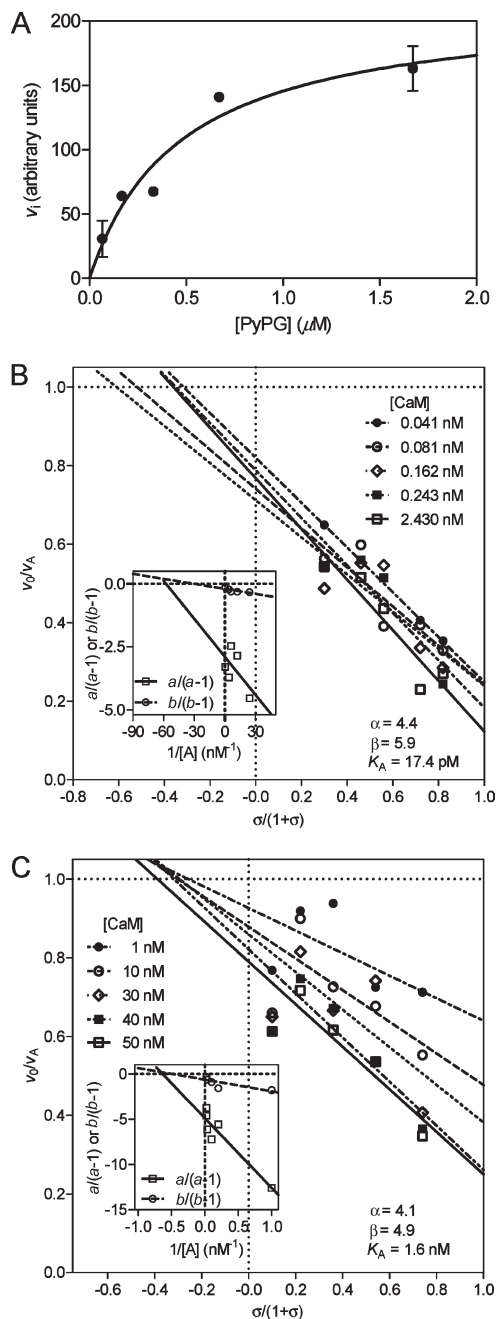 A
200
150
100
50
0
v_i (arbitrary units)
0.0 0.5 1.0 1.5 2.0
[PyPG] (μM)
B
1.0
0.8
0.6
0.4
0.2
0.0
v_0/v_A
[CaM]
0.041 nM
0.081 nM
0.162 nM
0.243 nM
2.430 nM
0.0
-2.5
-5.0
a/(a-1) or b/(b-1)
a/(a-1)
b/(b-1)
-90 -60 -30 0 30
1/[A] (nM⁻¹)
α = 4.4
β = 5.9
K_A = 17.4 pM
-0.8 -0.6 -0.4 -0.2 -0.0 0.2 0.4 0.6 0.8 1.0
σ/(1+σ)
C
1.0
0.8
0.6
0.4
0.2
0.0
v_0/v_A
[CaM]
1 nM
10 nM
30 nM
40 nM
50 nM
0
-5
-10
-15
a/(a-1) or b/(b-1)
a/(a-1)
b/(b-1)
-1.0 -0.5 0.0 0.5 1.0
1/[A] (nM⁻¹)
α = 4.1
β = 4.9
K_A = 1.6 nM
-0.6 -0.4 -0.2 -0.0 0.2 0.4 0.6 0.8 1.0
σ/(1+σ)